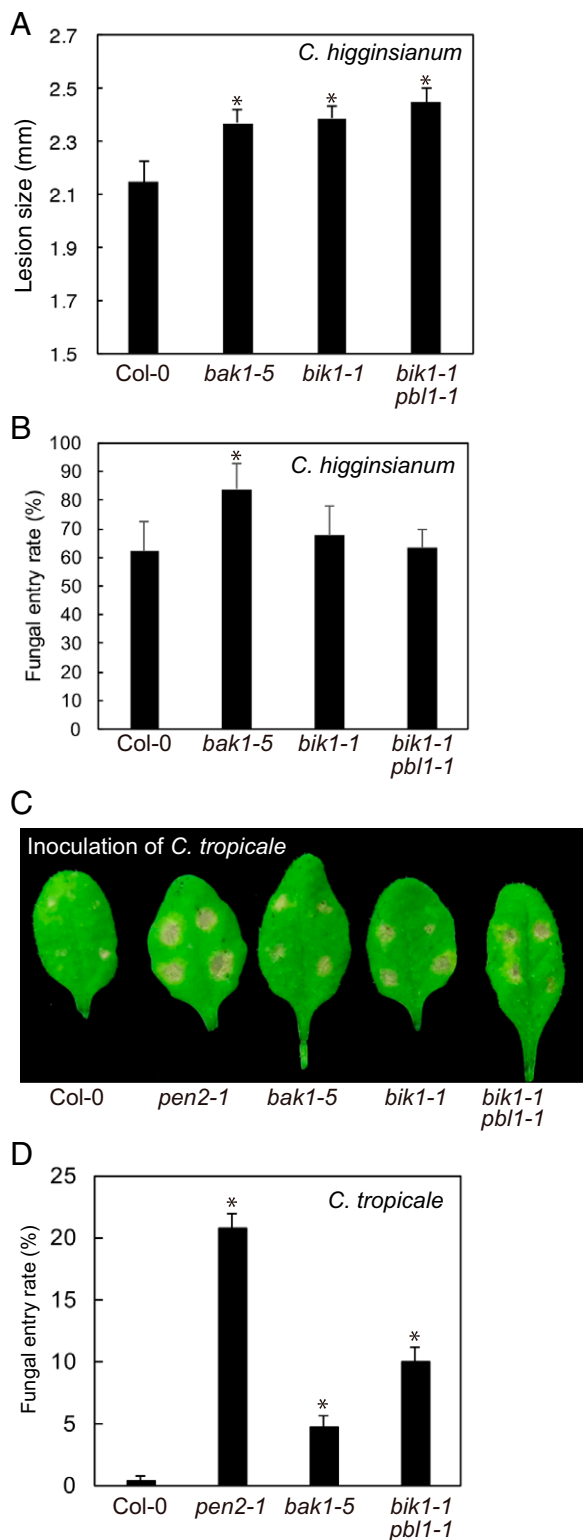 A
2.7
2.5
2.3
2.1
1.9
1.7
1.5
Lesion size (mm)
C. higginsianum
*
*
*
Col-0 bak1-5 bik1-1 bik1-1
pbl1-1
B
100
90
80
70
60
50
40
30
20
10
0
Fungal entry rate (%)
C. higginsianum
*
Col-0 bak1-5 bik1-1 bik1-1
pbl1-1
C
Inoculation of C. tropicale
Col-0 pen2-1 bak1-5 bik1-1 bik1-1
pbl1-1
D
25
20
15
10
5
0
Fungal entry rate (%)
C. tropicale
*
*
*
Col-0 pen2-1 bak1-5 bik1-1
pbl1-1